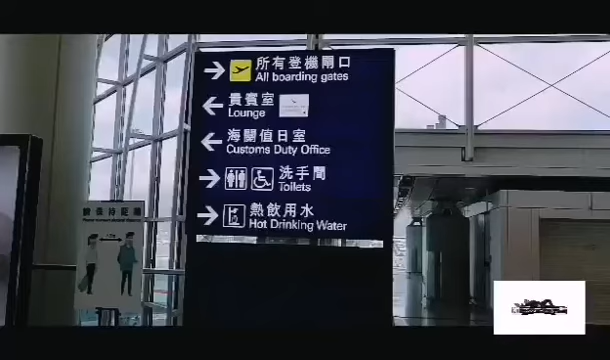 所有登機閘口
All boarding gates
貴賓室
Lounge
海關值日室
Customs Duty Office
洗手間
Toilets
熱飲用水
Hot Drinking Water